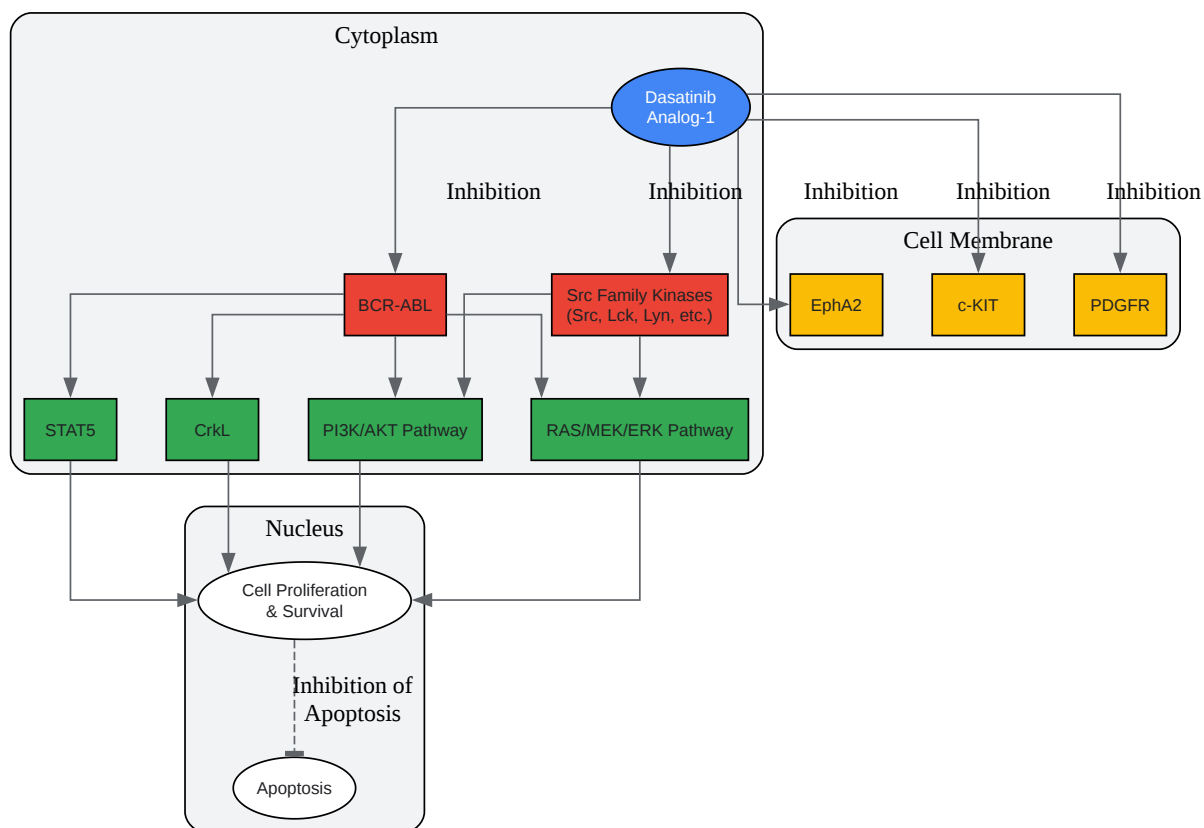 Cytoplasm
Dasatinib
Analog-1
Inhibition
Inhibition
Inhibition
Inhibition
Inhibition
Cell Membrane
BCR-ABL
Src Family Kinases
(Src, Lck, Lyn, etc.)
EphA2
c-KIT
PDGFR
STAT5
CrkL
PI3K/AKT Pathway
RAS/MEK/ERK Pathway
Nucleus
Cell Proliferation
& Survival
Inhibition of
Apoptosis
Apoptosis